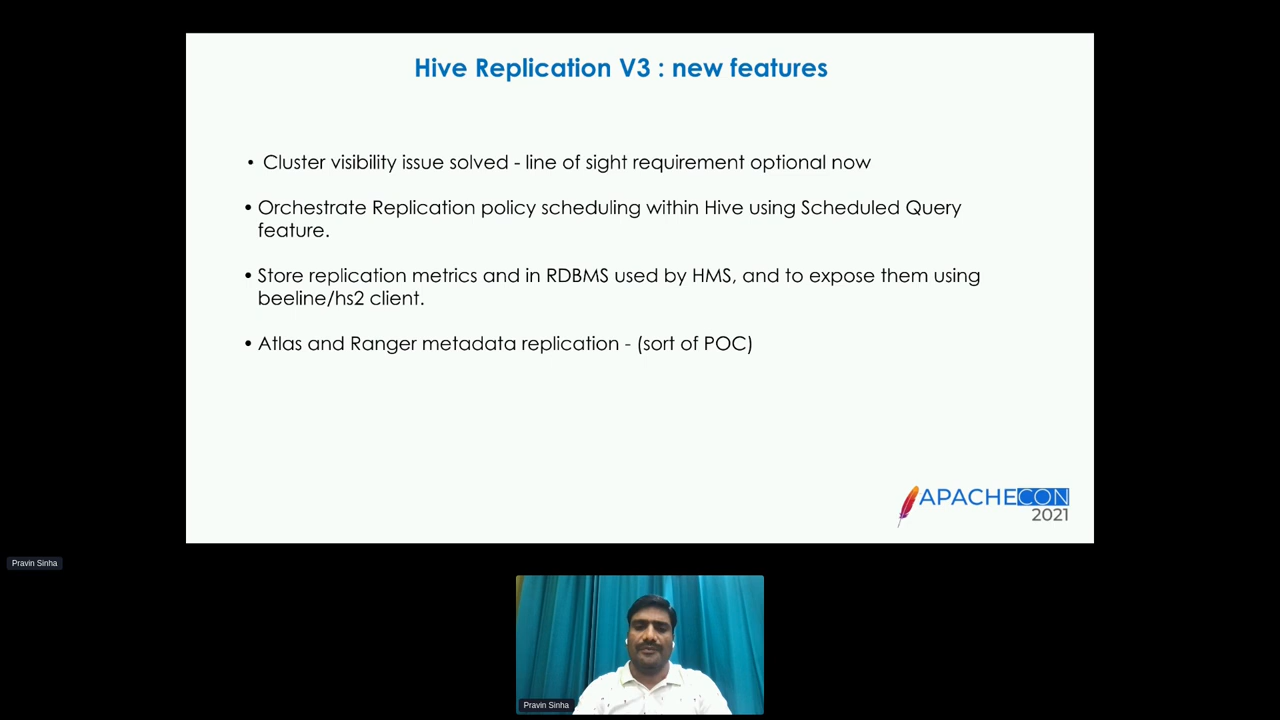 Hive Replication V3 : new features
• Cluster visibility issue solved - line of sight requirement optional now
• Orchestrate Replication policy scheduling within Hive using Scheduled Query
feature.
• Store replication metrics and in RDBMS used by HMS, and to expose them using
beeline/hs2 client.
• Atlas and Ranger metadata replication - (sort of POC)
APACHECON
2021
Pravin Sinha
Pravin Sinha